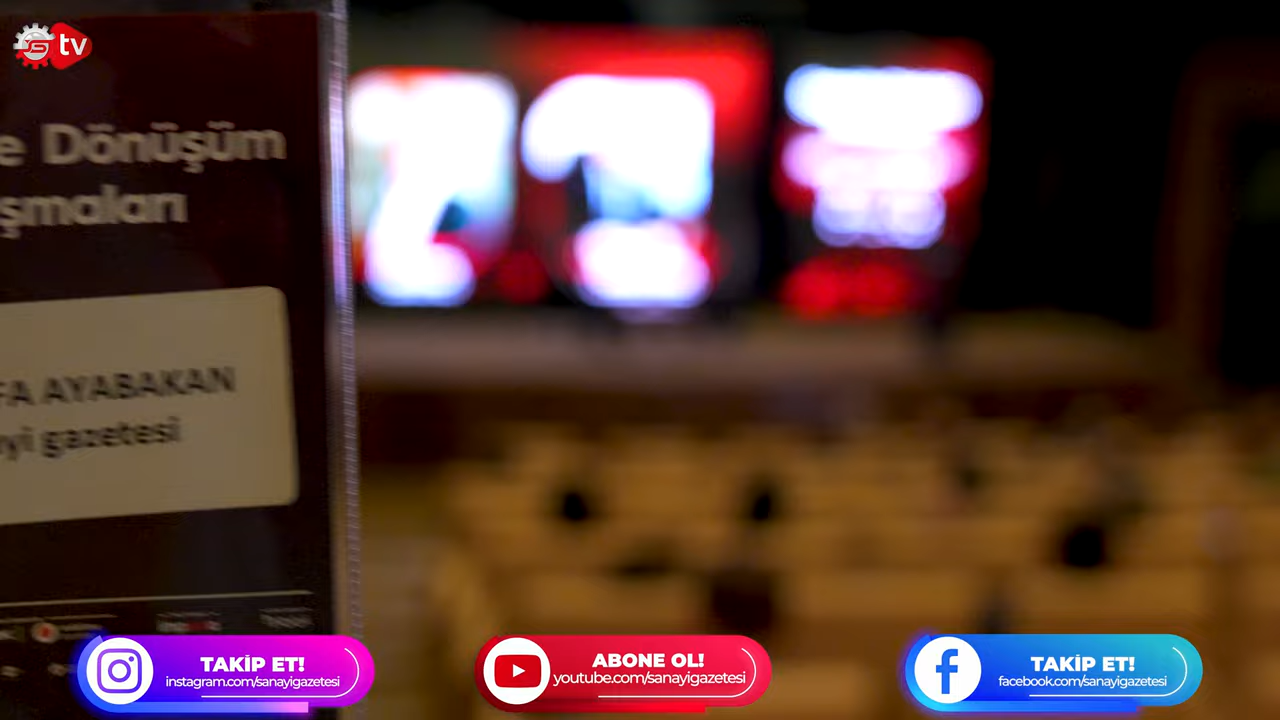 tv
e Dönüşüm
şmaları
FA AYABAKAN
yi gazetesi
TAKİP ET!
instagram.com/sanayigazetesi
ABONE OL!
youtube.com/sanayigazetesi
TAKİP ET!
facebook.com/sanayigazetesi